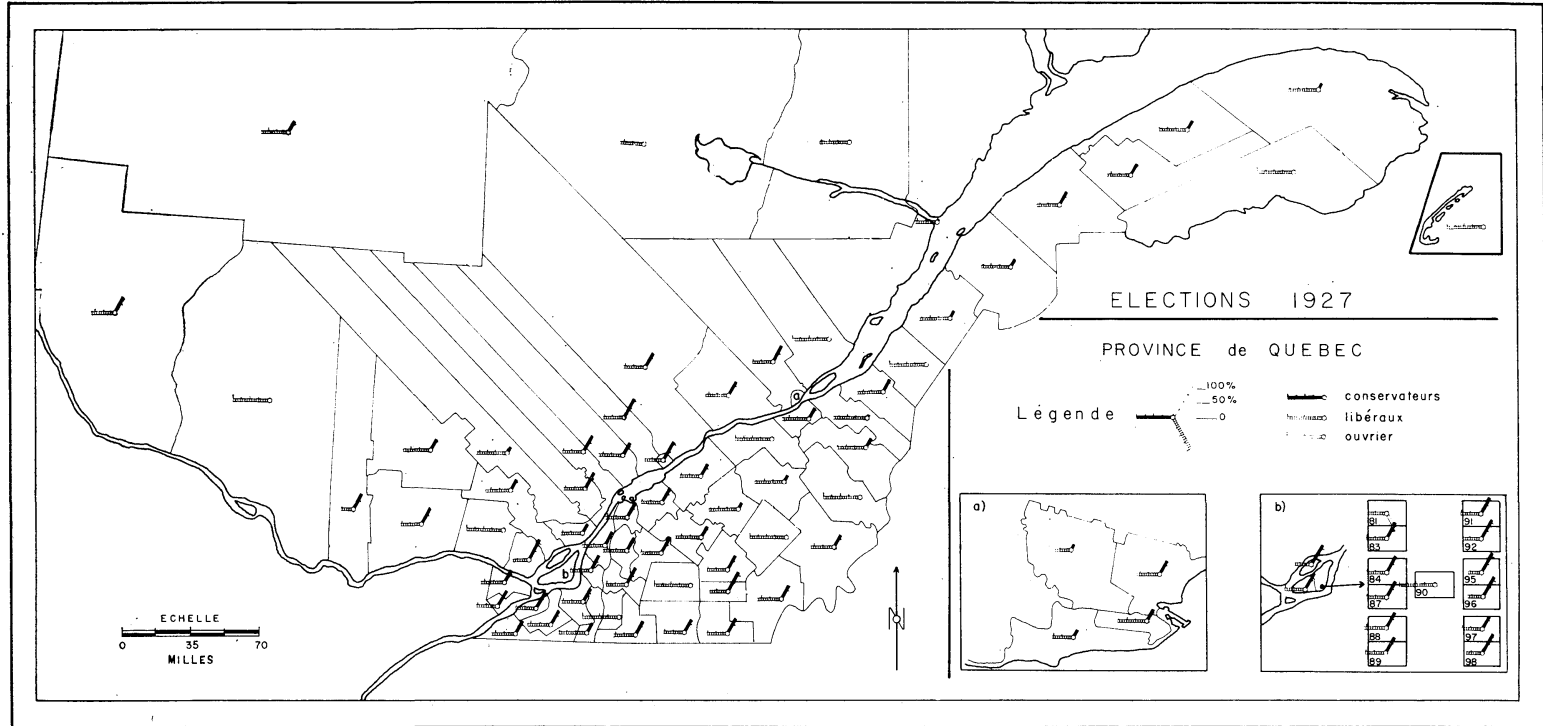 ELECTIONS 1927
PROVINCE de QUEBEC
Légende
100%
50%
0
conservateurs
libéraux
ouvrier
a
b
N
ECHELLE
0 35 70
MILLES
a)
b)
81
83
84
87
88
89
90
91
92
95
96
97
98